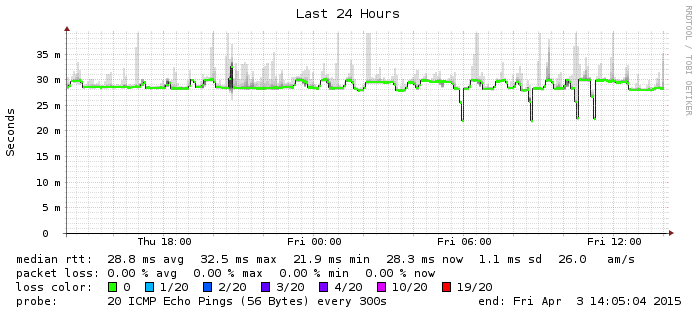 Last 24 Hours
RRDTOOL / TOBI OETIKER
Seconds
35 m
30 m
25 m
20 m
15 m
10 m
5 m
0
Thu 18:00 Fri 00:00 Fri 06:00 Fri 12:00
median rtt: 28.8 ms avg 32.5 ms max 21.9 ms min 28.3 ms now 1.1 ms sd 26.0 am/s
packet loss: 0.00 % avg 0.00 % max 0.00 % min 0.00 % now
loss color: 0 1/20 2/20 3/20 4/20 10/20 19/20
probe: 20 ICMP Echo Pings (56 Bytes) every 300s end: Fri Apr 3 14:05:04 2015